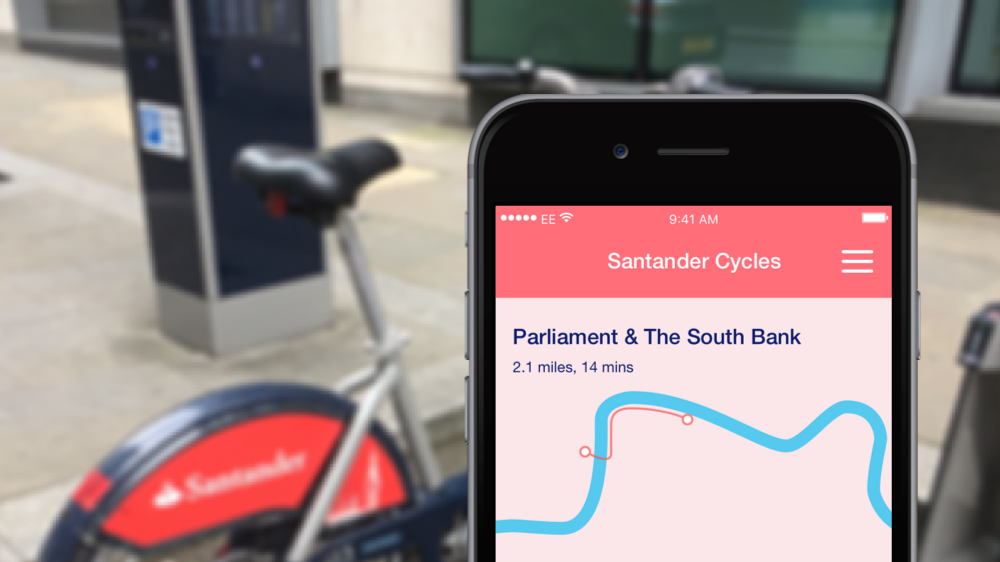 EE 9:41 AM
Santander Cycles
Parliament & The South Bank
2.1 miles, 14 mins
Santander